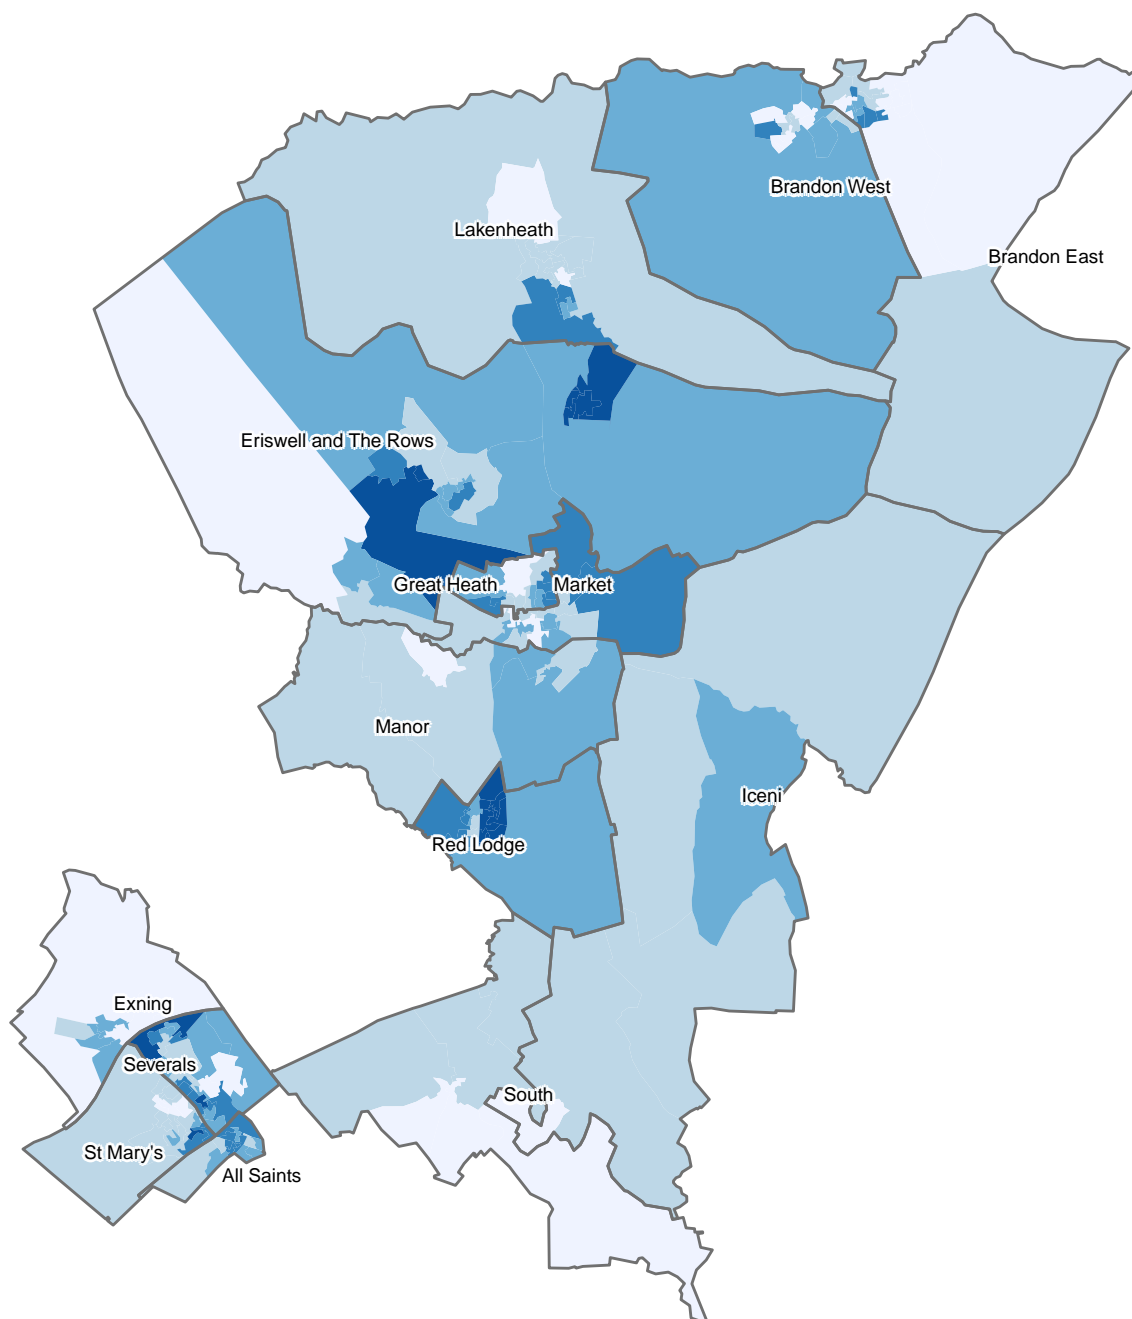 Brandon West
Lakenheath
Brandon East
Eriswell and The Rows
Great Heath
Market
Manor
Iceni
Red Lodge
Exning
Severals
South
St Mary's
All Saints